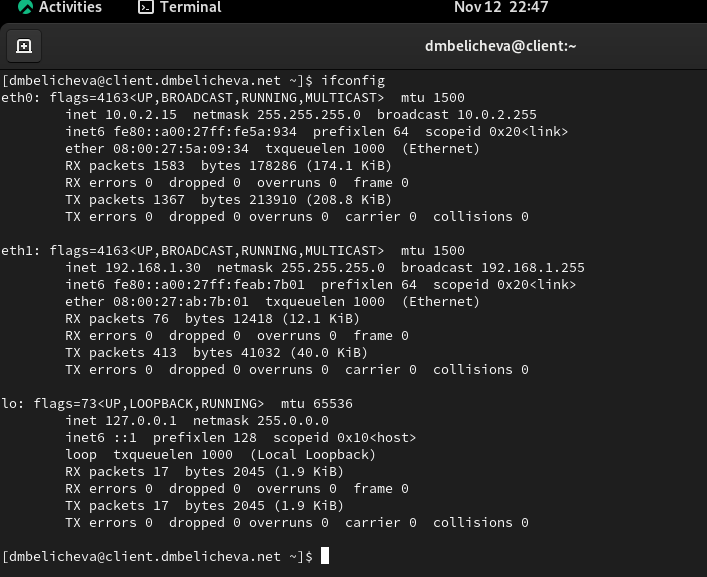 Activities Terminal Nov 12 22:47
dmbelicheva@client:~
[dmbelicheva@client.dmbelicheva.net ~]$ ifconfig
eth0: flags=4163<UP,BROADCAST,RUNNING,MULTICAST>  mtu 1500
        inet 10.0.2.15  netmask 255.255.255.0  broadcast 10.0.2.255
        inet6 fe80::a00:27ff:fe5a:934  prefixlen 64  scopeid 0x20<link>
        ether 08:00:27:5a:09:34  txqueuelen 1000  (Ethernet)
        RX packets 1583  bytes 178286 (174.1 KiB)
        RX errors 0  dropped 0  overruns 0  frame 0
        TX packets 1367  bytes 213910 (208.8 KiB)
        TX errors 0  dropped 0 overruns 0  carrier 0  collisions 0
eth1: flags=4163<UP,BROADCAST,RUNNING,MULTICAST>  mtu 1500
        inet 192.168.1.30  netmask 255.255.255.0  broadcast 192.168.1.255
        inet6 fe80::a00:27ff:feab:7b01  prefixlen 64  scopeid 0x20<link>
        ether 08:00:27:ab:7b:01  txqueuelen 1000  (Ethernet)
        RX packets 76  bytes 12418 (12.1 KiB)
        RX errors 0  dropped 0  overruns 0  frame 0
        TX packets 413  bytes 41032 (40.0 KiB)
        TX errors 0  dropped 0 overruns 0  carrier 0  collisions 0
lo: flags=73<UP,LOOPBACK,RUNNING>  mtu 65536
        inet 127.0.0.1  netmask 255.0.0.0
        inet6 ::1  prefixlen 128  scopeid 0x10<host>
        loop  txqueuelen 1000  (Local Loopback)
        RX packets 17  bytes 2045 (1.9 KiB)
        RX errors 0  dropped 0  overruns 0  frame 0
        TX packets 17  bytes 2045 (1.9 KiB)
        TX errors 0  dropped 0 overruns 0  carrier 0  collisions 0
[dmbelicheva@client.dmbelicheva.net ~]$